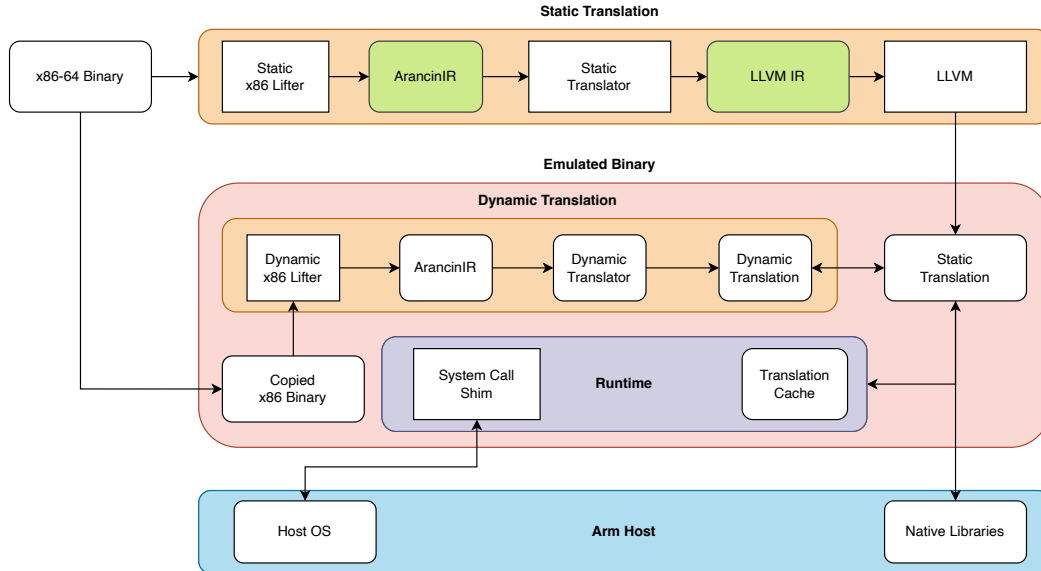 Static Translation
x86-64 Binary
Static
x86 Lifter
ArancinIR
Static
Translator
LLVM IR
LLVM
Emulated Binary
Dynamic Translation
Dynamic
x86 Lifter
ArancinIR
Dynamic
Translator
Dynamic
Translation
Static
Translation
Copied
x86 Binary
System Call
Shim
Runtime
Translation
Cache
Host OS
Arm Host
Native Libraries